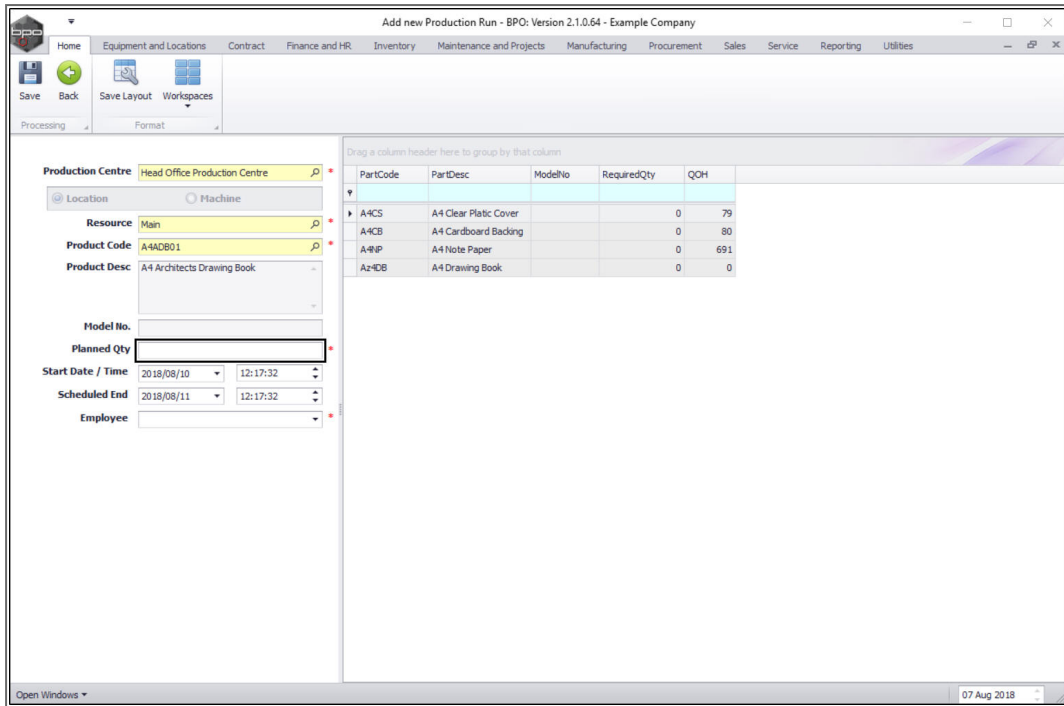 Add new Production Run - BPO: Version 2.1.0.64 - Example Company
bpo
Home Equipment and Locations Contract Finance and HR Inventory Maintenance and Projects Manufacturing Procurement Sales Service Reporting Utilities
Save Back Save Layout Workspaces
Processing Format
Drag a column header here to group by that column
Production Centre Head Office Production Centre *
PartCode PartDesc ModelNo RequiredQty QOH
Location Machine
A4CS A4 Clear Platic Cover 0 79
Resource Main *
A4CB A4 Cardboard Backing 0 80
Product Code A4ADB01 *
A4NP A4 Note Paper 0 691
Product Desc A4 Architects Drawing Book
Az4DB A4 Drawing Book 0 0
Model No.
Planned Qty *
Start Date / Time 2018/08/10 12:17:32
Scheduled End 2018/08/11 12:17:32
Employee *
Open Windows 07 Aug 2018